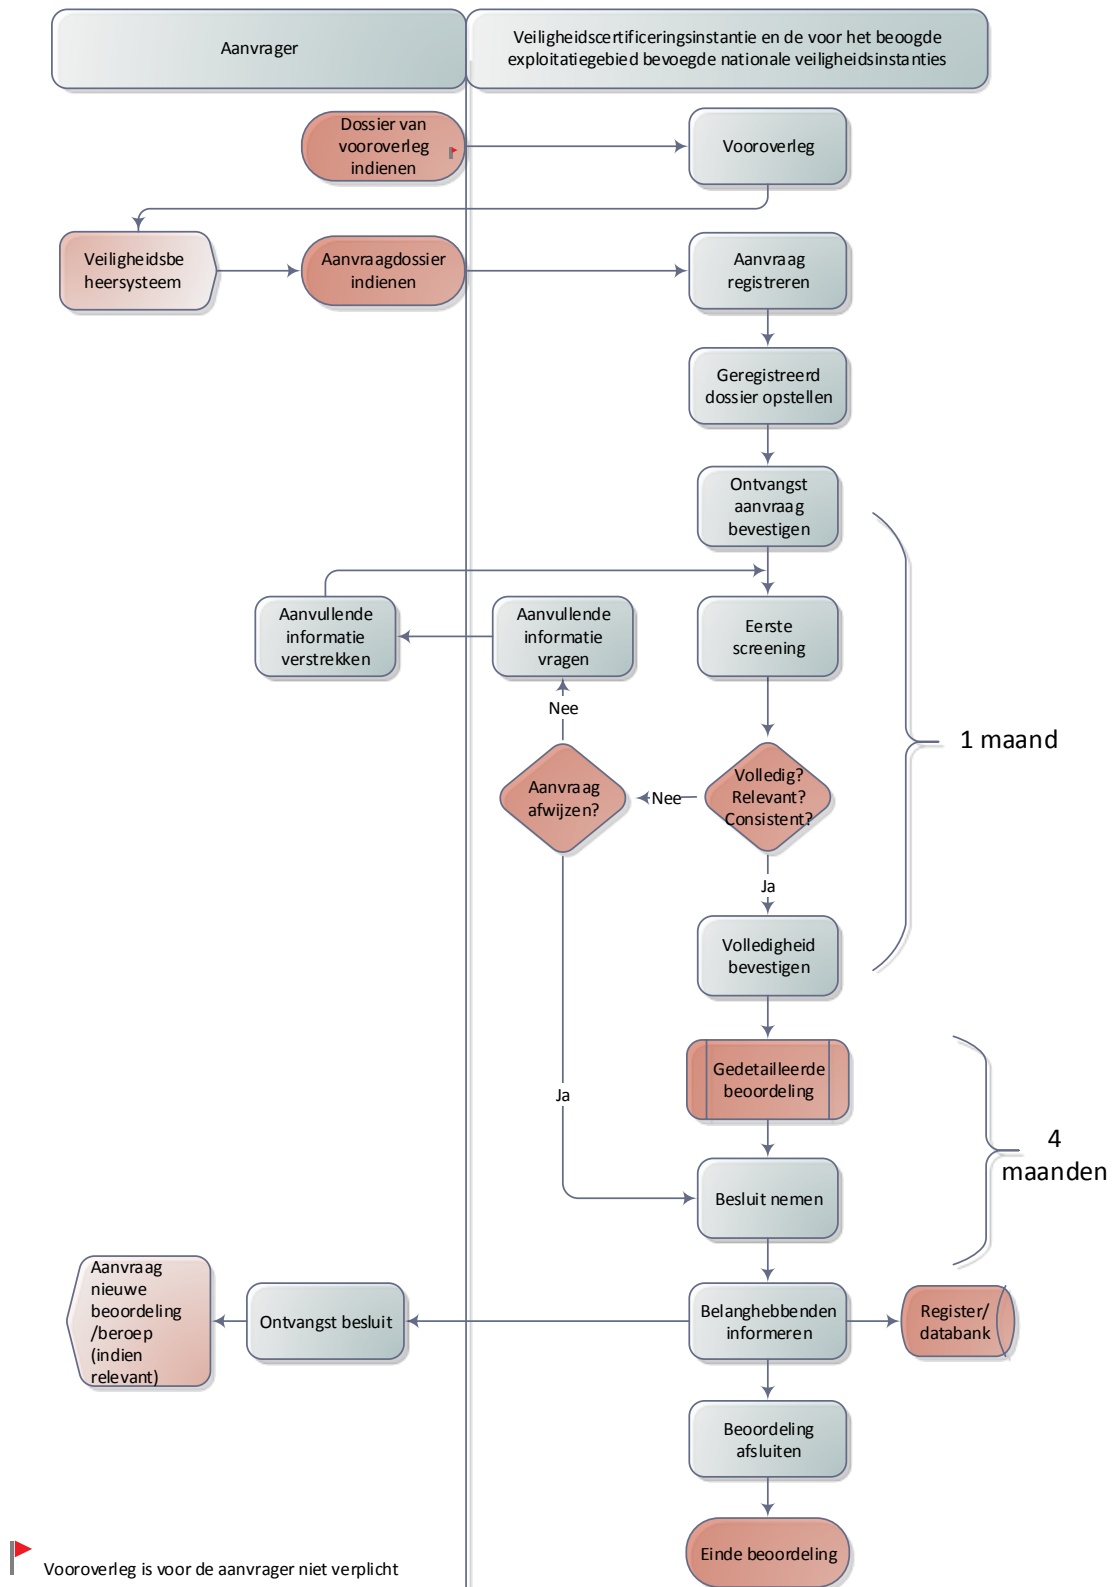 Aanvrager
Veiligheidscertificeringsinstantie en de voor het beoogde
exploitatiegebied bevoegde nationale veiligheidsinstanties
Dossier van
vooroverleg
indienen
Vooroverleg
Veiligheidsbe
heersysteem
Aanvraagdossier
indienen
Aanvraag
registreren
Geregistreerd
dossier opstellen
Ontvangst
aanvraag
bevestigen
Aanvullende
informatie
verstrekken
Aanvullende
informatie
vragen
Eerste
screening
Nee
1 maand
Aanvraag
afwijzen?
Nee
Volledig?
Relevant?
Consistent?
Ja
Volledigheid
bevestigen
Gedetailleerde
beoordeling
Ja
4
maanden
Besluit nemen
Aanvraag
nieuwe
beoordeling
/beroep
(indien
relevant)
Ontvangst besluit
Belanghebbenden
informeren
Register/
databank
Beoordeling
afsluiten
Einde beoordeling
Vooroverleg is voor de aanvrager niet verplicht